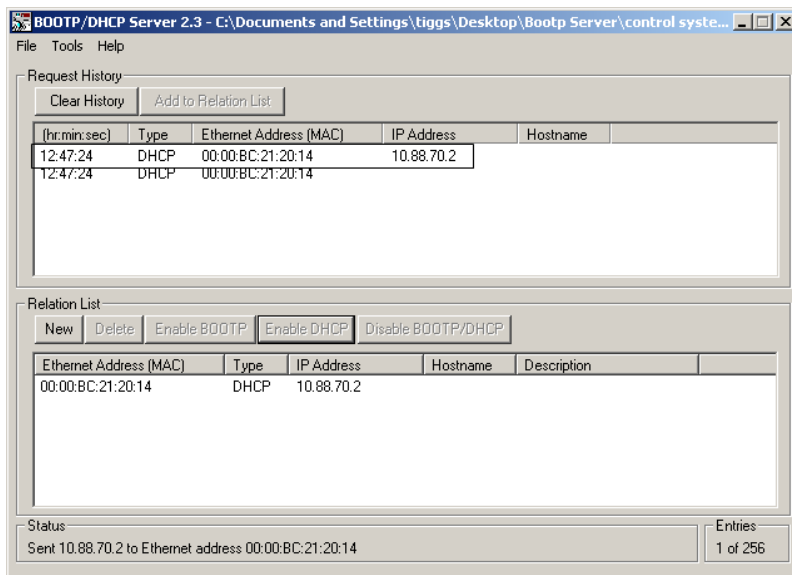 BOOTP/DHCP Server 2.3 - C:\Documents and Settings\tiggs\Desktop\Bootp Server\control syste...
File Tools Help
Request History
Clear History Add to Relation List
(hr:min:sec) Type Ethernet Address (MAC) IP Address Hostname
12:47:24 DHCP 00:00:BC:21:20:14 10.88.70.2
12:47:24 DHCP 00:00:BC:21:20:14
Relation List
New Delete Enable BOOTP Enable DHCP Disable BOOTP/DHCP
Ethernet Address (MAC) Type IP Address Hostname Description
00:00:BC:21:20:14 DHCP 10.88.70.2
Status Entries
Sent 10.88.70.2 to Ethernet address 00:00:BC:21:20:14 1 of 256